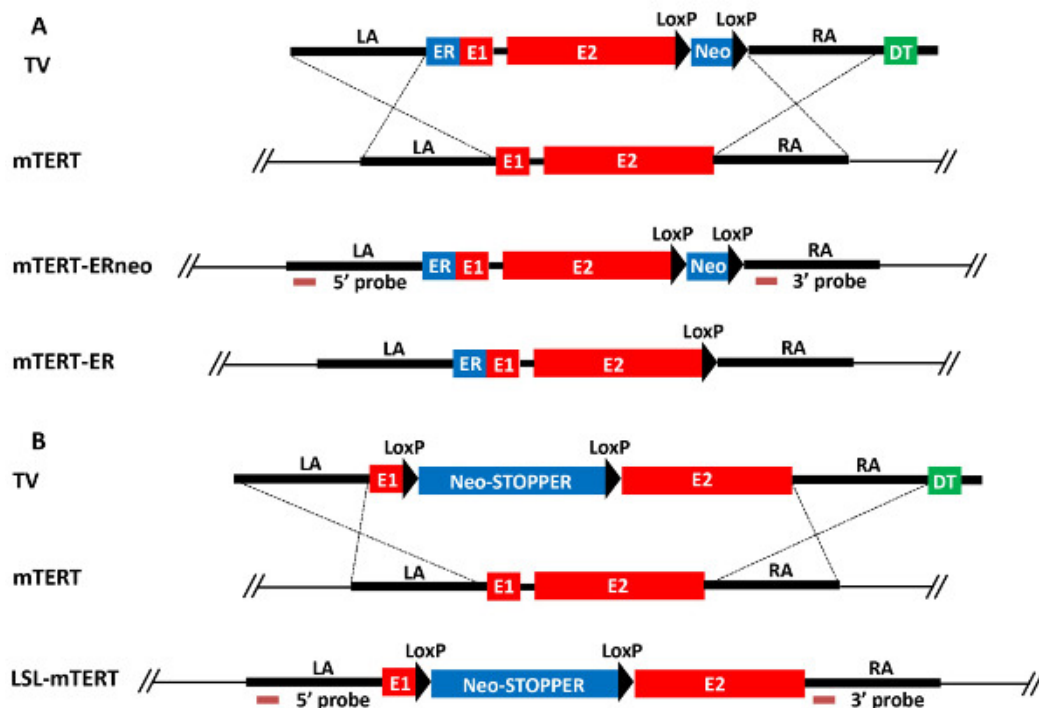 A
LoxP LoxP
TV LA ER E1 E2 Neo RA DT
mTERT LA E1 E2 RA
LoxP LoxP
mTERT-ERneo LA ER E1 E2 Neo RA
5' probe 3' probe
LoxP
mTERT-ER LA ER E1 E2 RA
B
LoxP LoxP
TV LA E1 Neo-STOPPER E2 RA DT
mTERT LA E1 E2 RA
LoxP LoxP
LSL-mTERT LA E1 Neo-STOPPER E2 RA
5' probe 3' probe